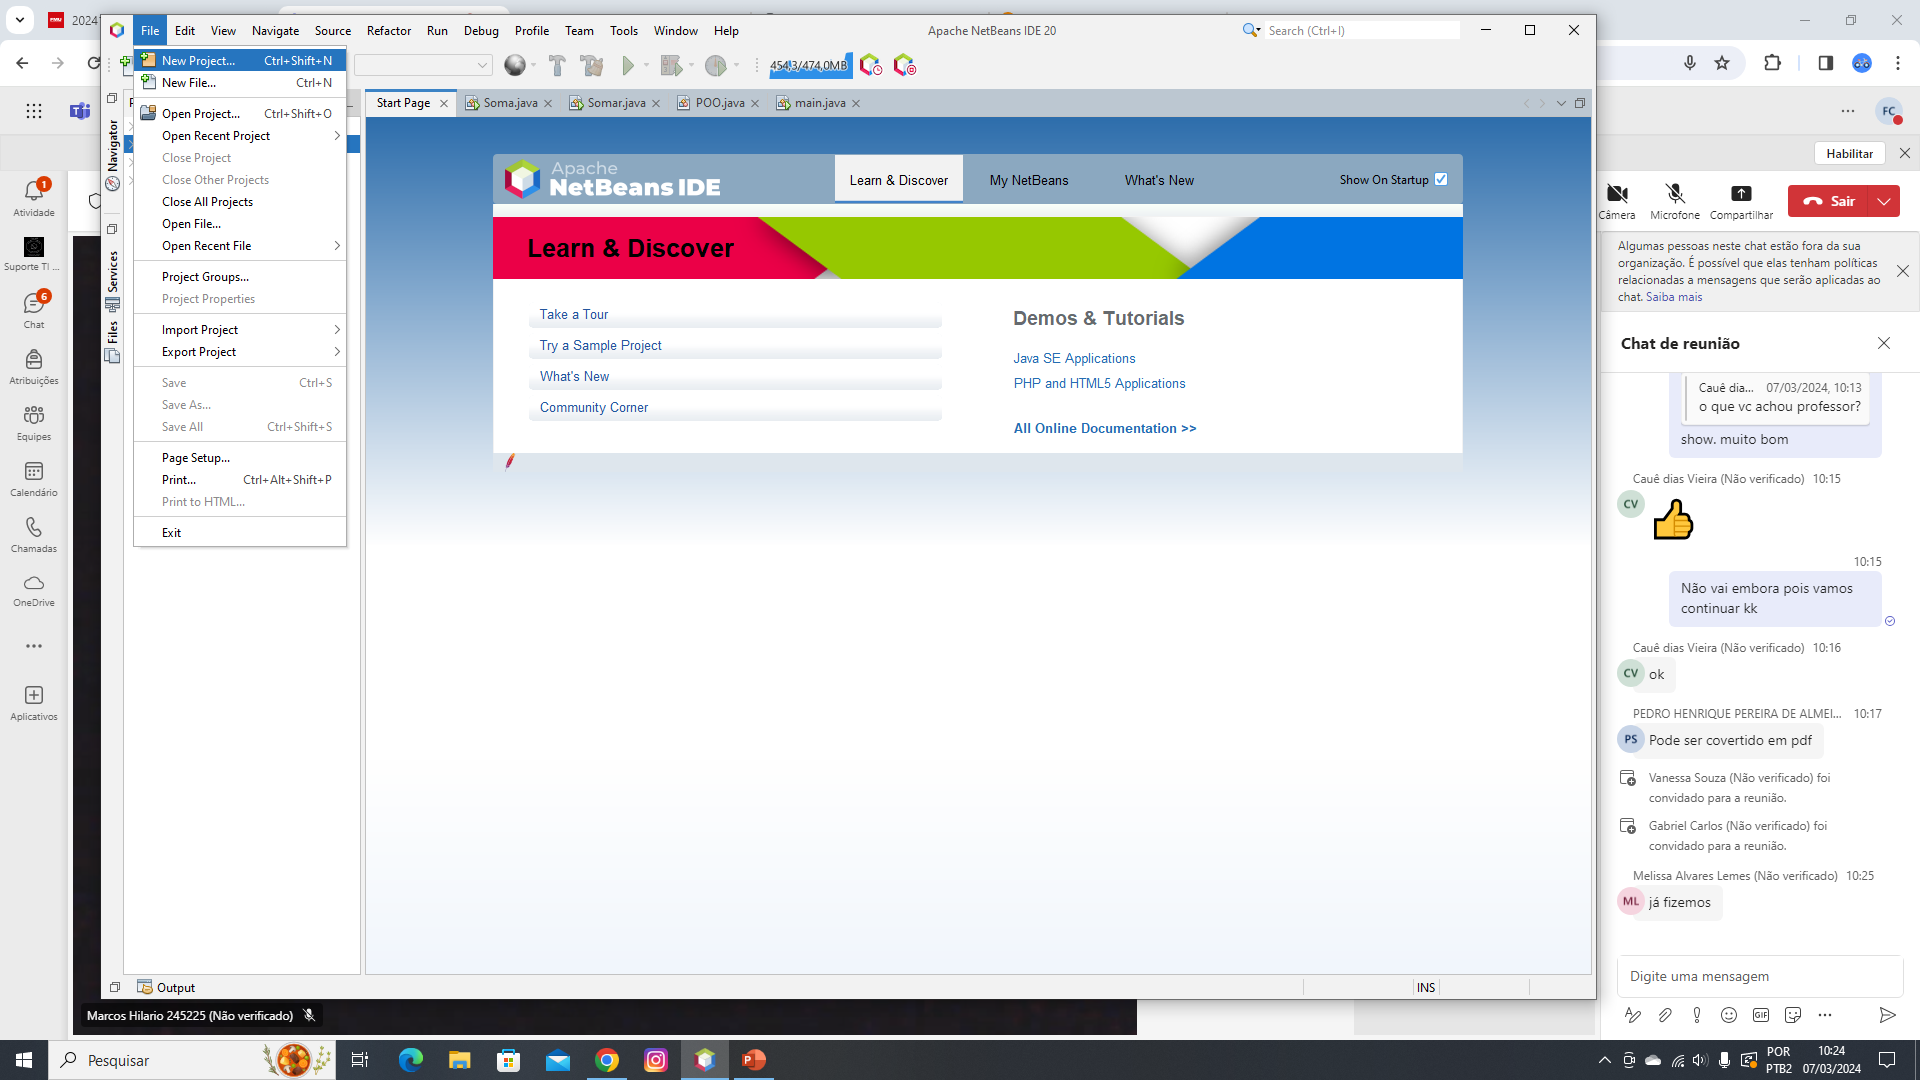 2024
File Edit View Navigate Source Refactor Run Debug Profile Team Tools Window Help
Apache NetBeans IDE 20
Search (Ctrl+I)
454,3/474,0MB
New Project... Ctrl+Shift+N
New File... Ctrl+N
Open Project... Ctrl+Shift+O
Open Recent Project
Close Project
Close Other Projects
Close All Projects
Open File...
Open Recent File
Project Groups...
Project Properties
Import Project
Export Project
Save Ctrl+S
Save As...
Save All Ctrl+Shift+S
Page Setup...
Print... Ctrl+Alt+Shift+P
Print to HTML...
Exit
Navigator
Services
Files
Start Page Soma.java Somar.java POO.java main.java
Apache
NetBeans IDE
Learn & Discover My NetBeans What's New Show On Startup
Learn & Discover
Take a Tour
Try a Sample Project
What's New
Community Corner
Demos & Tutorials
Java SE Applications
PHP and HTML5 Applications
All Online Documentation >>
Output
INS
Marcos Hilario 245225 (Não verificado)
1
Atividade
Suporte TI ...
6
Chat
Atribuições
Equipes
Calendário
Chamadas
OneDrive
Aplicativos
FC
Habilitar
Câmera Microfone Compartilhar Sair
Algumas pessoas neste chat estão fora da sua
organização. É possível que elas tenham políticas
relacionadas a mensagens que serão aplicadas ao
chat. Saiba mais
Chat de reunião
Cauê dia... 07/03/2024, 10:13
o que vc achou professor?
show. muito bom
Cauê dias Vieira (Não verificado) 10:15
CV
10:15
Não vai embora pois vamos
continuar kk
Cauê dias Vieira (Não verificado) 10:16
CV ok
PEDRO HENRIQUE PEREIRA DE ALMEI... 10:17
PS Pode ser covertido em pdf
Vanessa Souza (Não verificado) foi
convidado para a reunião.
Gabriel Carlos (Não verificado) foi
convidado para a reunião.
Melissa Alvares Lemes (Não verificado) 10:25
ML já fizemos
Digite uma mensagem
GIF
Pesquisar
POR
PTB2
10:24
07/03/2024